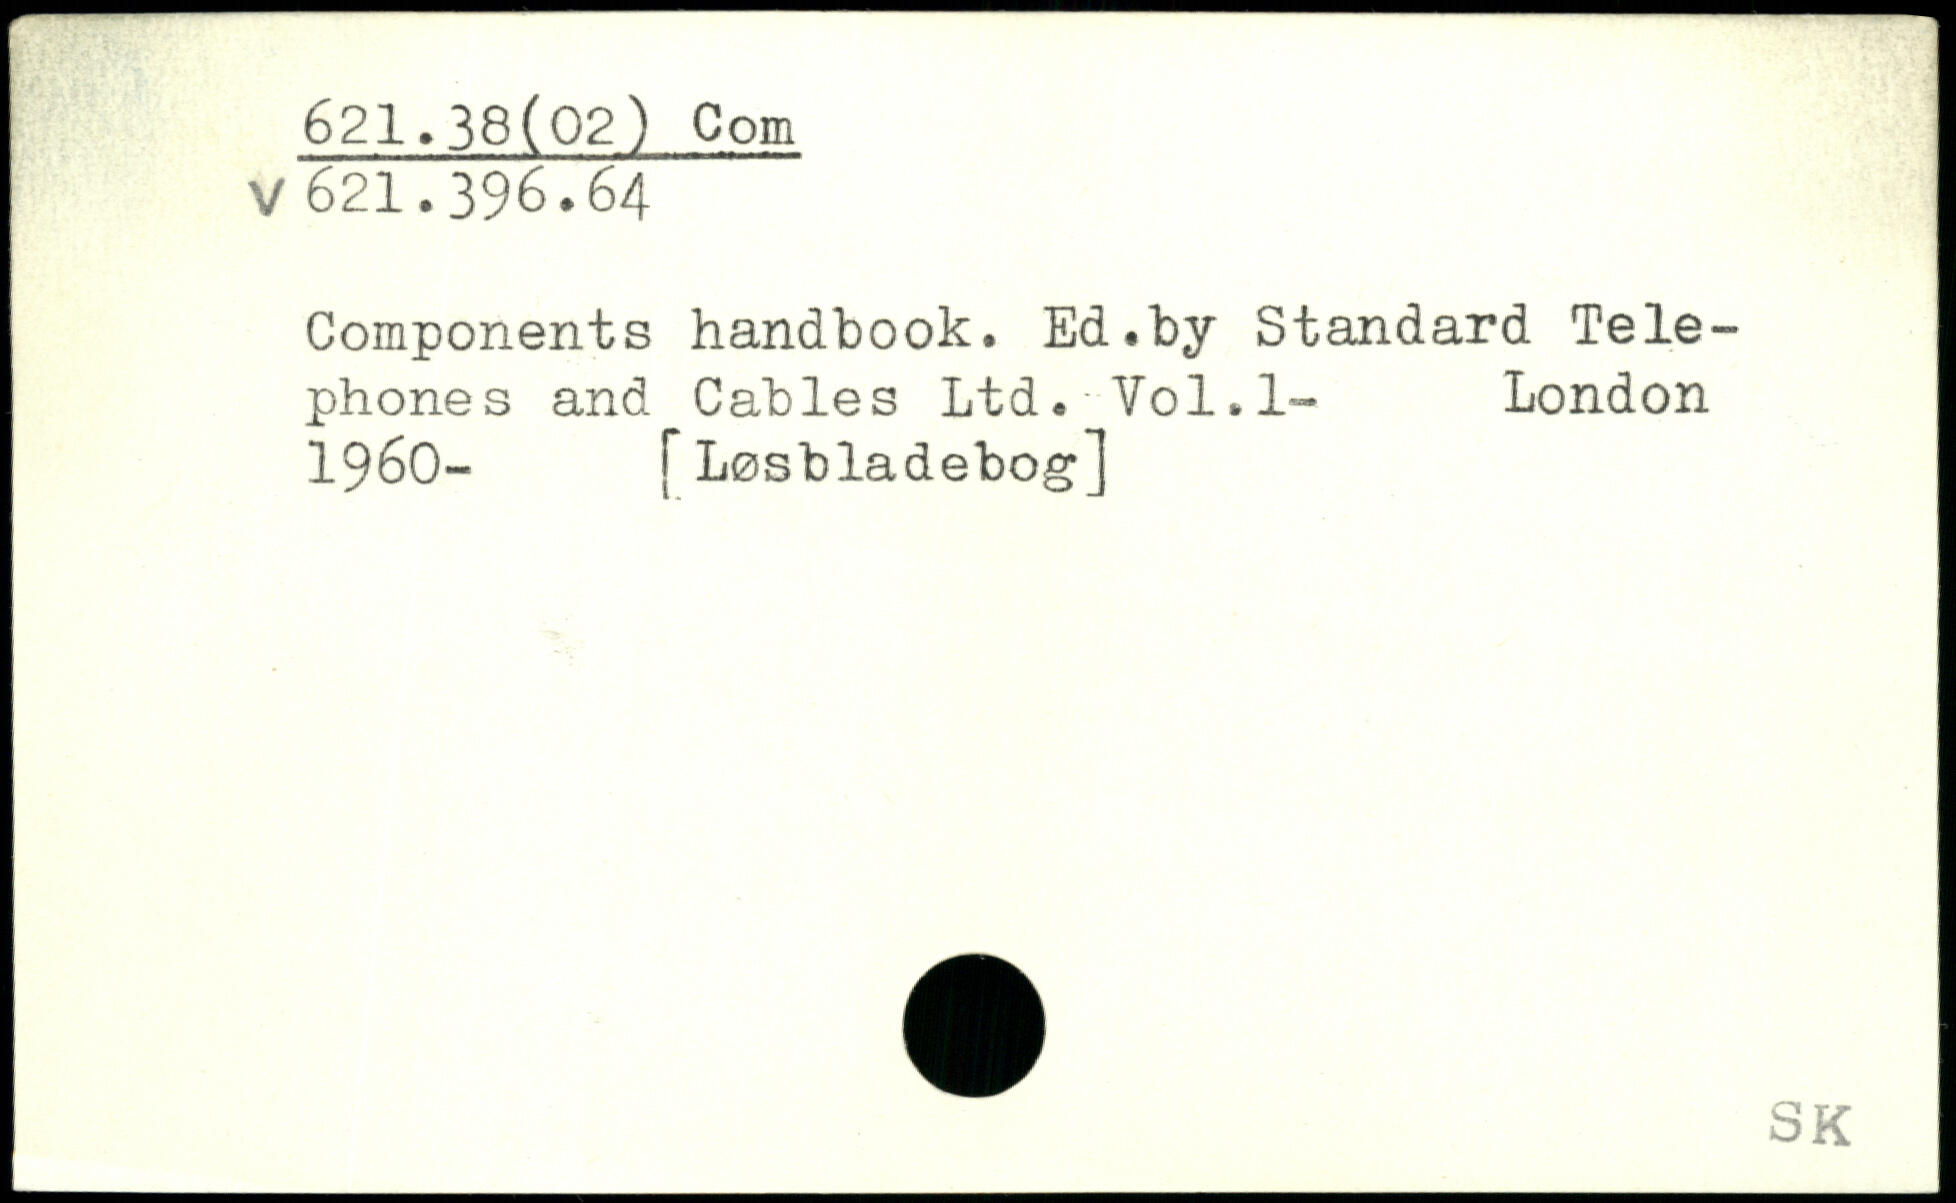 621.38(02) Com
v 621.396.64
Components handbook. Ed.by Standard Tele-
phones and Cables Ltd. Vol.1- London
1960- [Løsbladebog]
SK